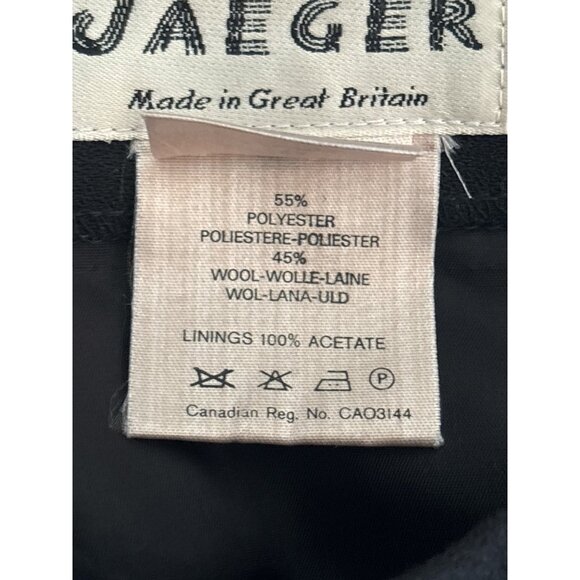 JAEGER
Made in Great Britain
55%
POLYESTER
POLIESTERE-POLIESTER
45%
WOOL-WOLLE-LAINE
WOL-LANA-ULD
LININGS 100% ACETATE
P
Canadian Reg. No. CA03144